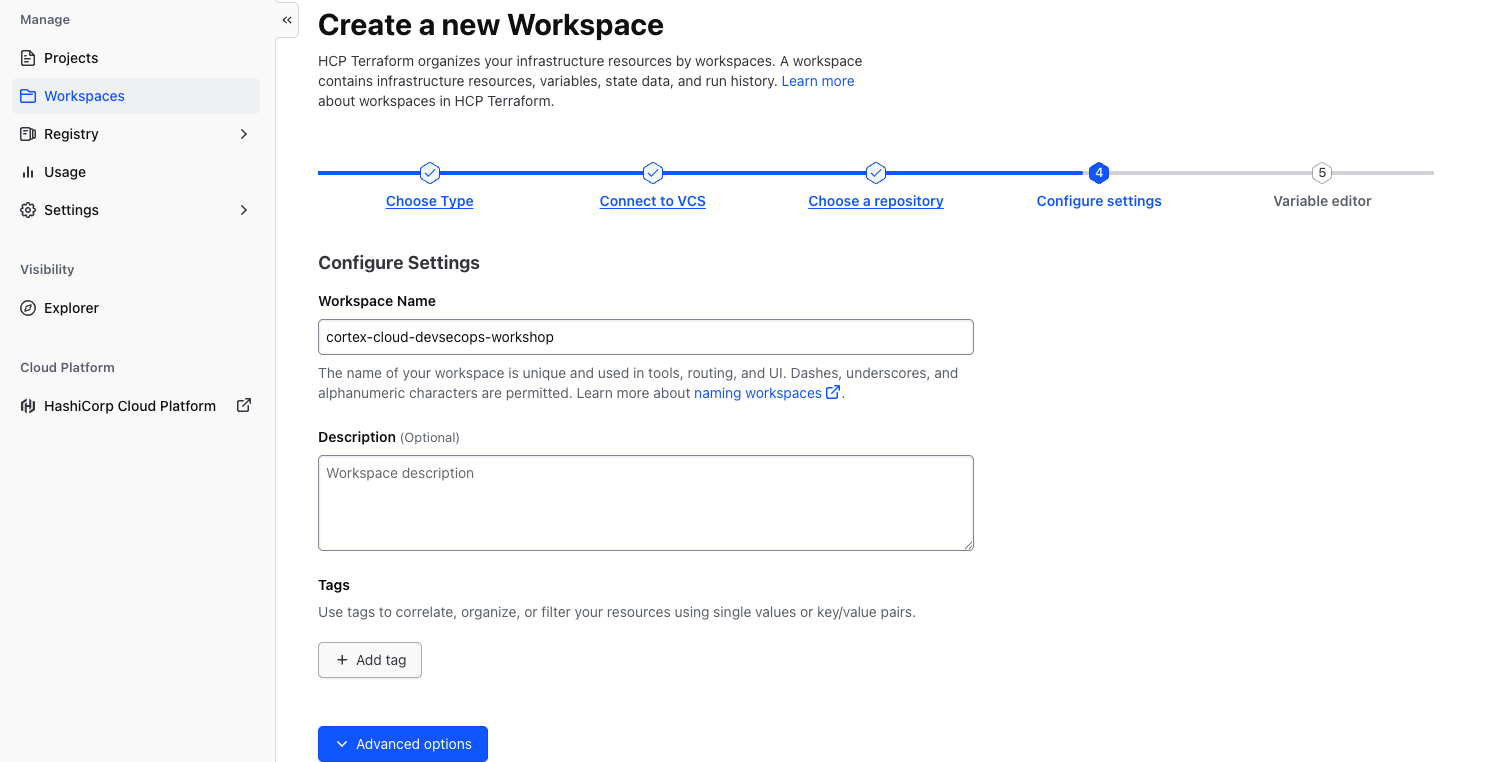 Manage
Projects
Workspaces
Registry
Usage
Settings
Visibility
Explorer
Cloud Platform
HashiCorp Cloud Platform
Create a new Workspace
HCP Terraform organizes your infrastructure resources by workspaces. A workspace
contains infrastructure resources, variables, state data, and run history. Learn more
about workspaces in HCP Terraform.
4
5
Choose Type
Connect to VCS
Choose a repository
Configure settings
Variable editor
Configure Settings
Workspace Name
cortex-cloud-devsecops-workshop
The name of your workspace is unique and used in tools, routing, and UI. Dashes, underscores, and
alphanumeric characters are permitted. Learn more about naming workspaces.
Description (Optional)
Workspace description
Tags
Use tags to correlate, organize, or filter your resources using single values or key/value pairs.
+ Add tag
Advanced options